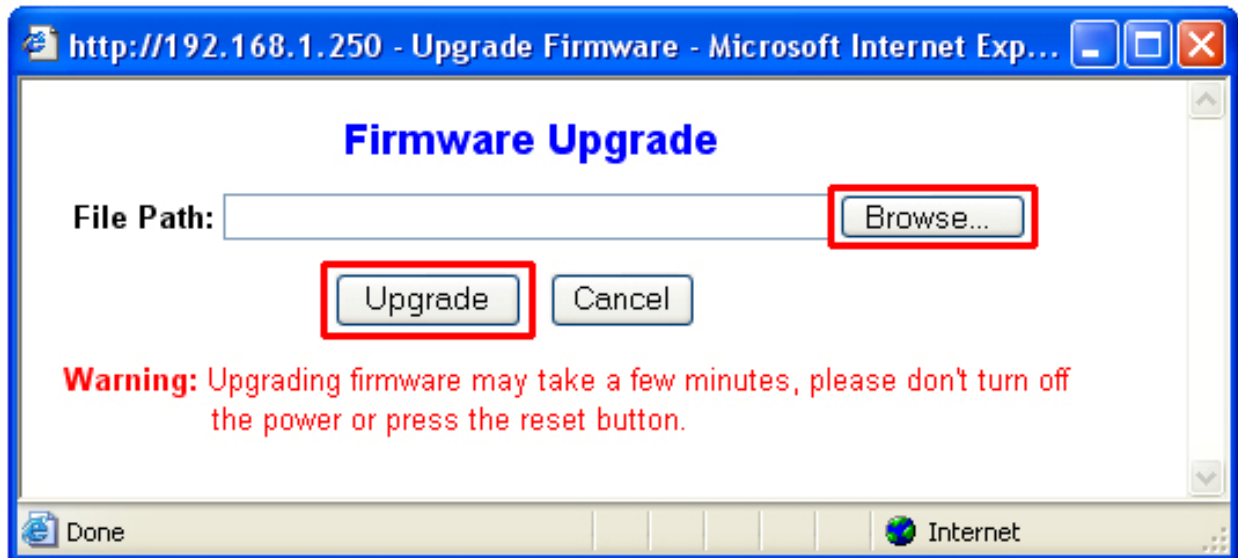 http://192.168.1.250 - Upgrade Firmware - Microsoft Internet Exp...
Firmware Upgrade
File Path: Browse...
Upgrade Cancel
Warning: Upgrading firmware may take a few minutes, please don't turn off
the power or press the reset button.
Done Internet